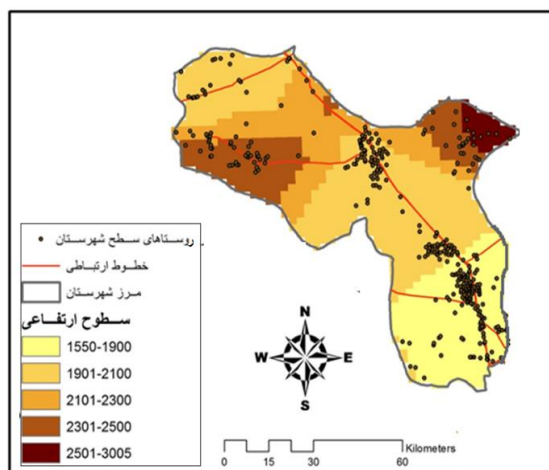 روستاهای سطح شهرستان
خطوط ارتباطی
مرز شهرستان
سطوح ارتفاعی
1550-1900
1901-2100
2101-2300
2301-2500
2501-3005
N
W E
S
Kilometers
0 15 30 60